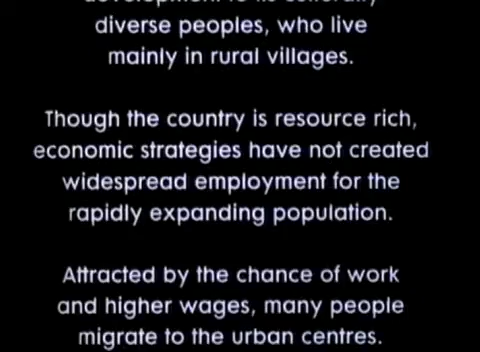 diverse peoples, who live
mainly in rural villages.
Though the country is resource rich,
economic strategies have not created
widespread employment for the
rapidly expanding population.
Attracted by the chance of work
and higher wages, many people
migrate to the urban centres.